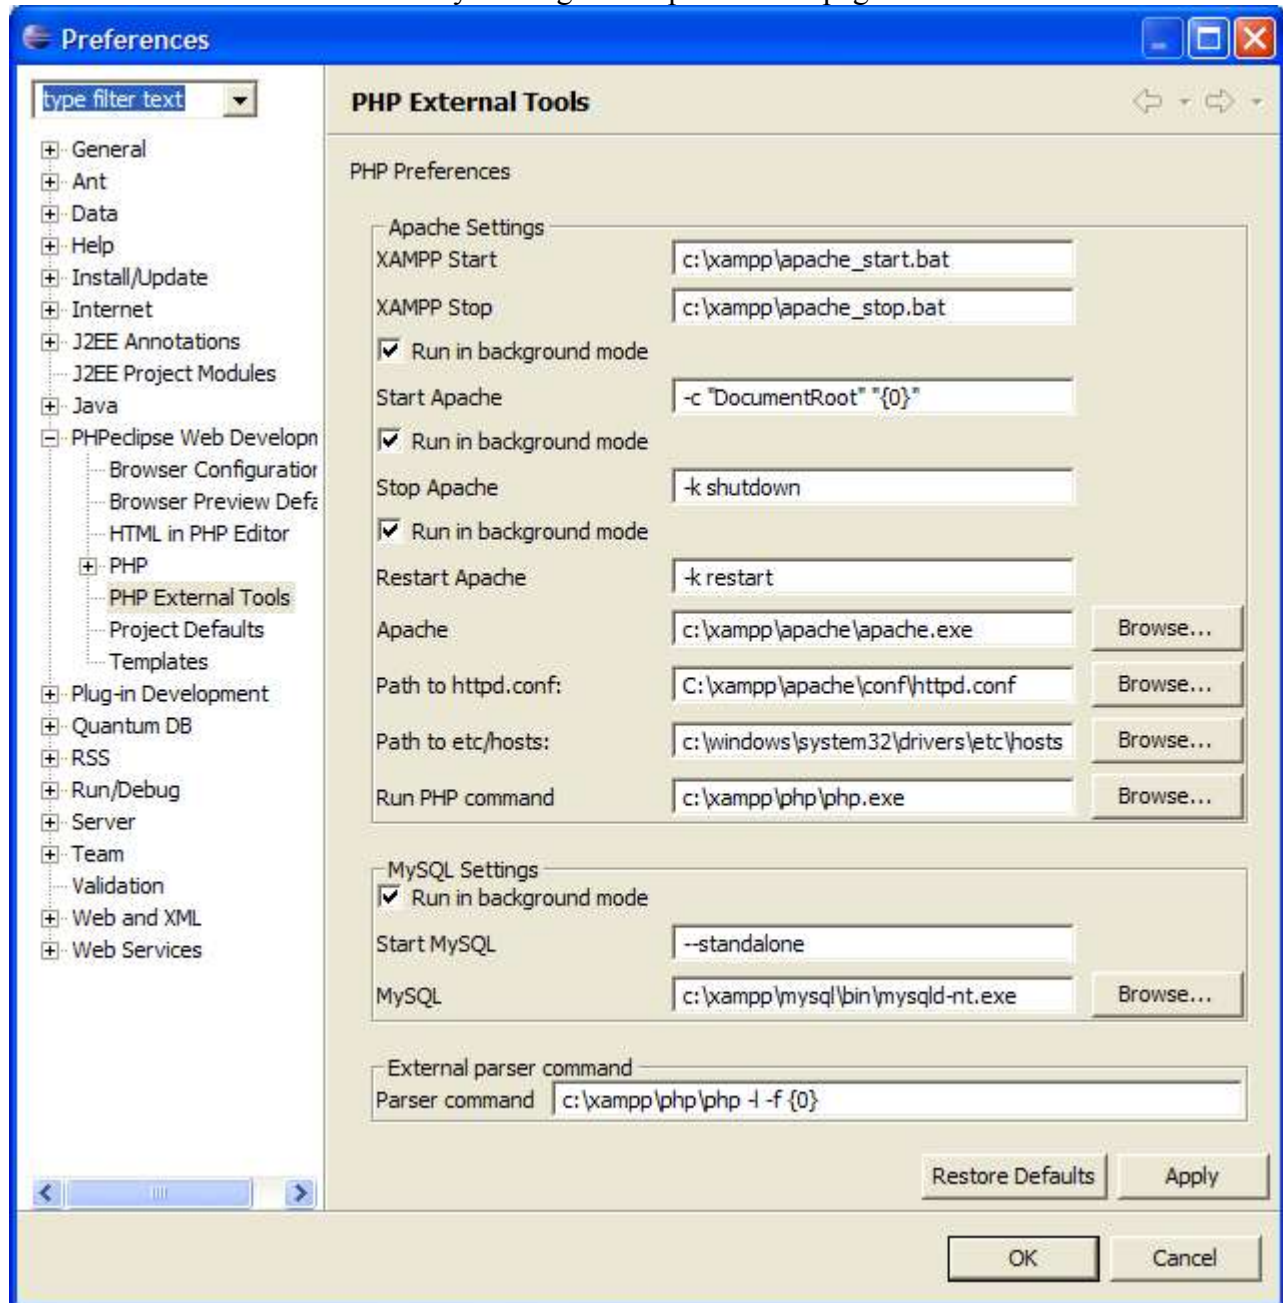 Preferences
type filter text
General
Ant
Data
Help
Install/Update
Internet
J2EE Annotations
J2EE Project Modules
Java
PHPeclipse Web Developm
Browser Configuration
Browser Preview Defa
HTML in PHP Editor
PHP
PHP External Tools
Project Defaults
Templates
Plug-in Development
Quantum DB
RSS
Run/Debug
Server
Team
Validation
Web and XML
Web Services
PHP External Tools
PHP Preferences
Apache Settings
XAMPP Start c:\xampp\apache_start.bat
XAMPP Stop c:\xampp\apache_stop.bat
Run in background mode
Start Apache -c "DocumentRoot" "{0}"
Run in background mode
Stop Apache -k shutdown
Run in background mode
Restart Apache -k restart
Apache c:\xampp\apache\apache.exe Browse...
Path to httpd.conf: C:\xampp\apache\conf\httpd.conf Browse...
Path to etc/hosts: c:\windows\system32\drivers\etc\hosts Browse...
Run PHP command c:\xampp\php\php.exe Browse...
MySQL Settings
Run in background mode
Start MySQL --standalone
MySQL c:\xampp\mysql\bin\mysqld-nt.exe Browse...
External parser command
Parser command c:\xampp\php\php -l -f {0}
Restore Defaults Apply
OK Cancel